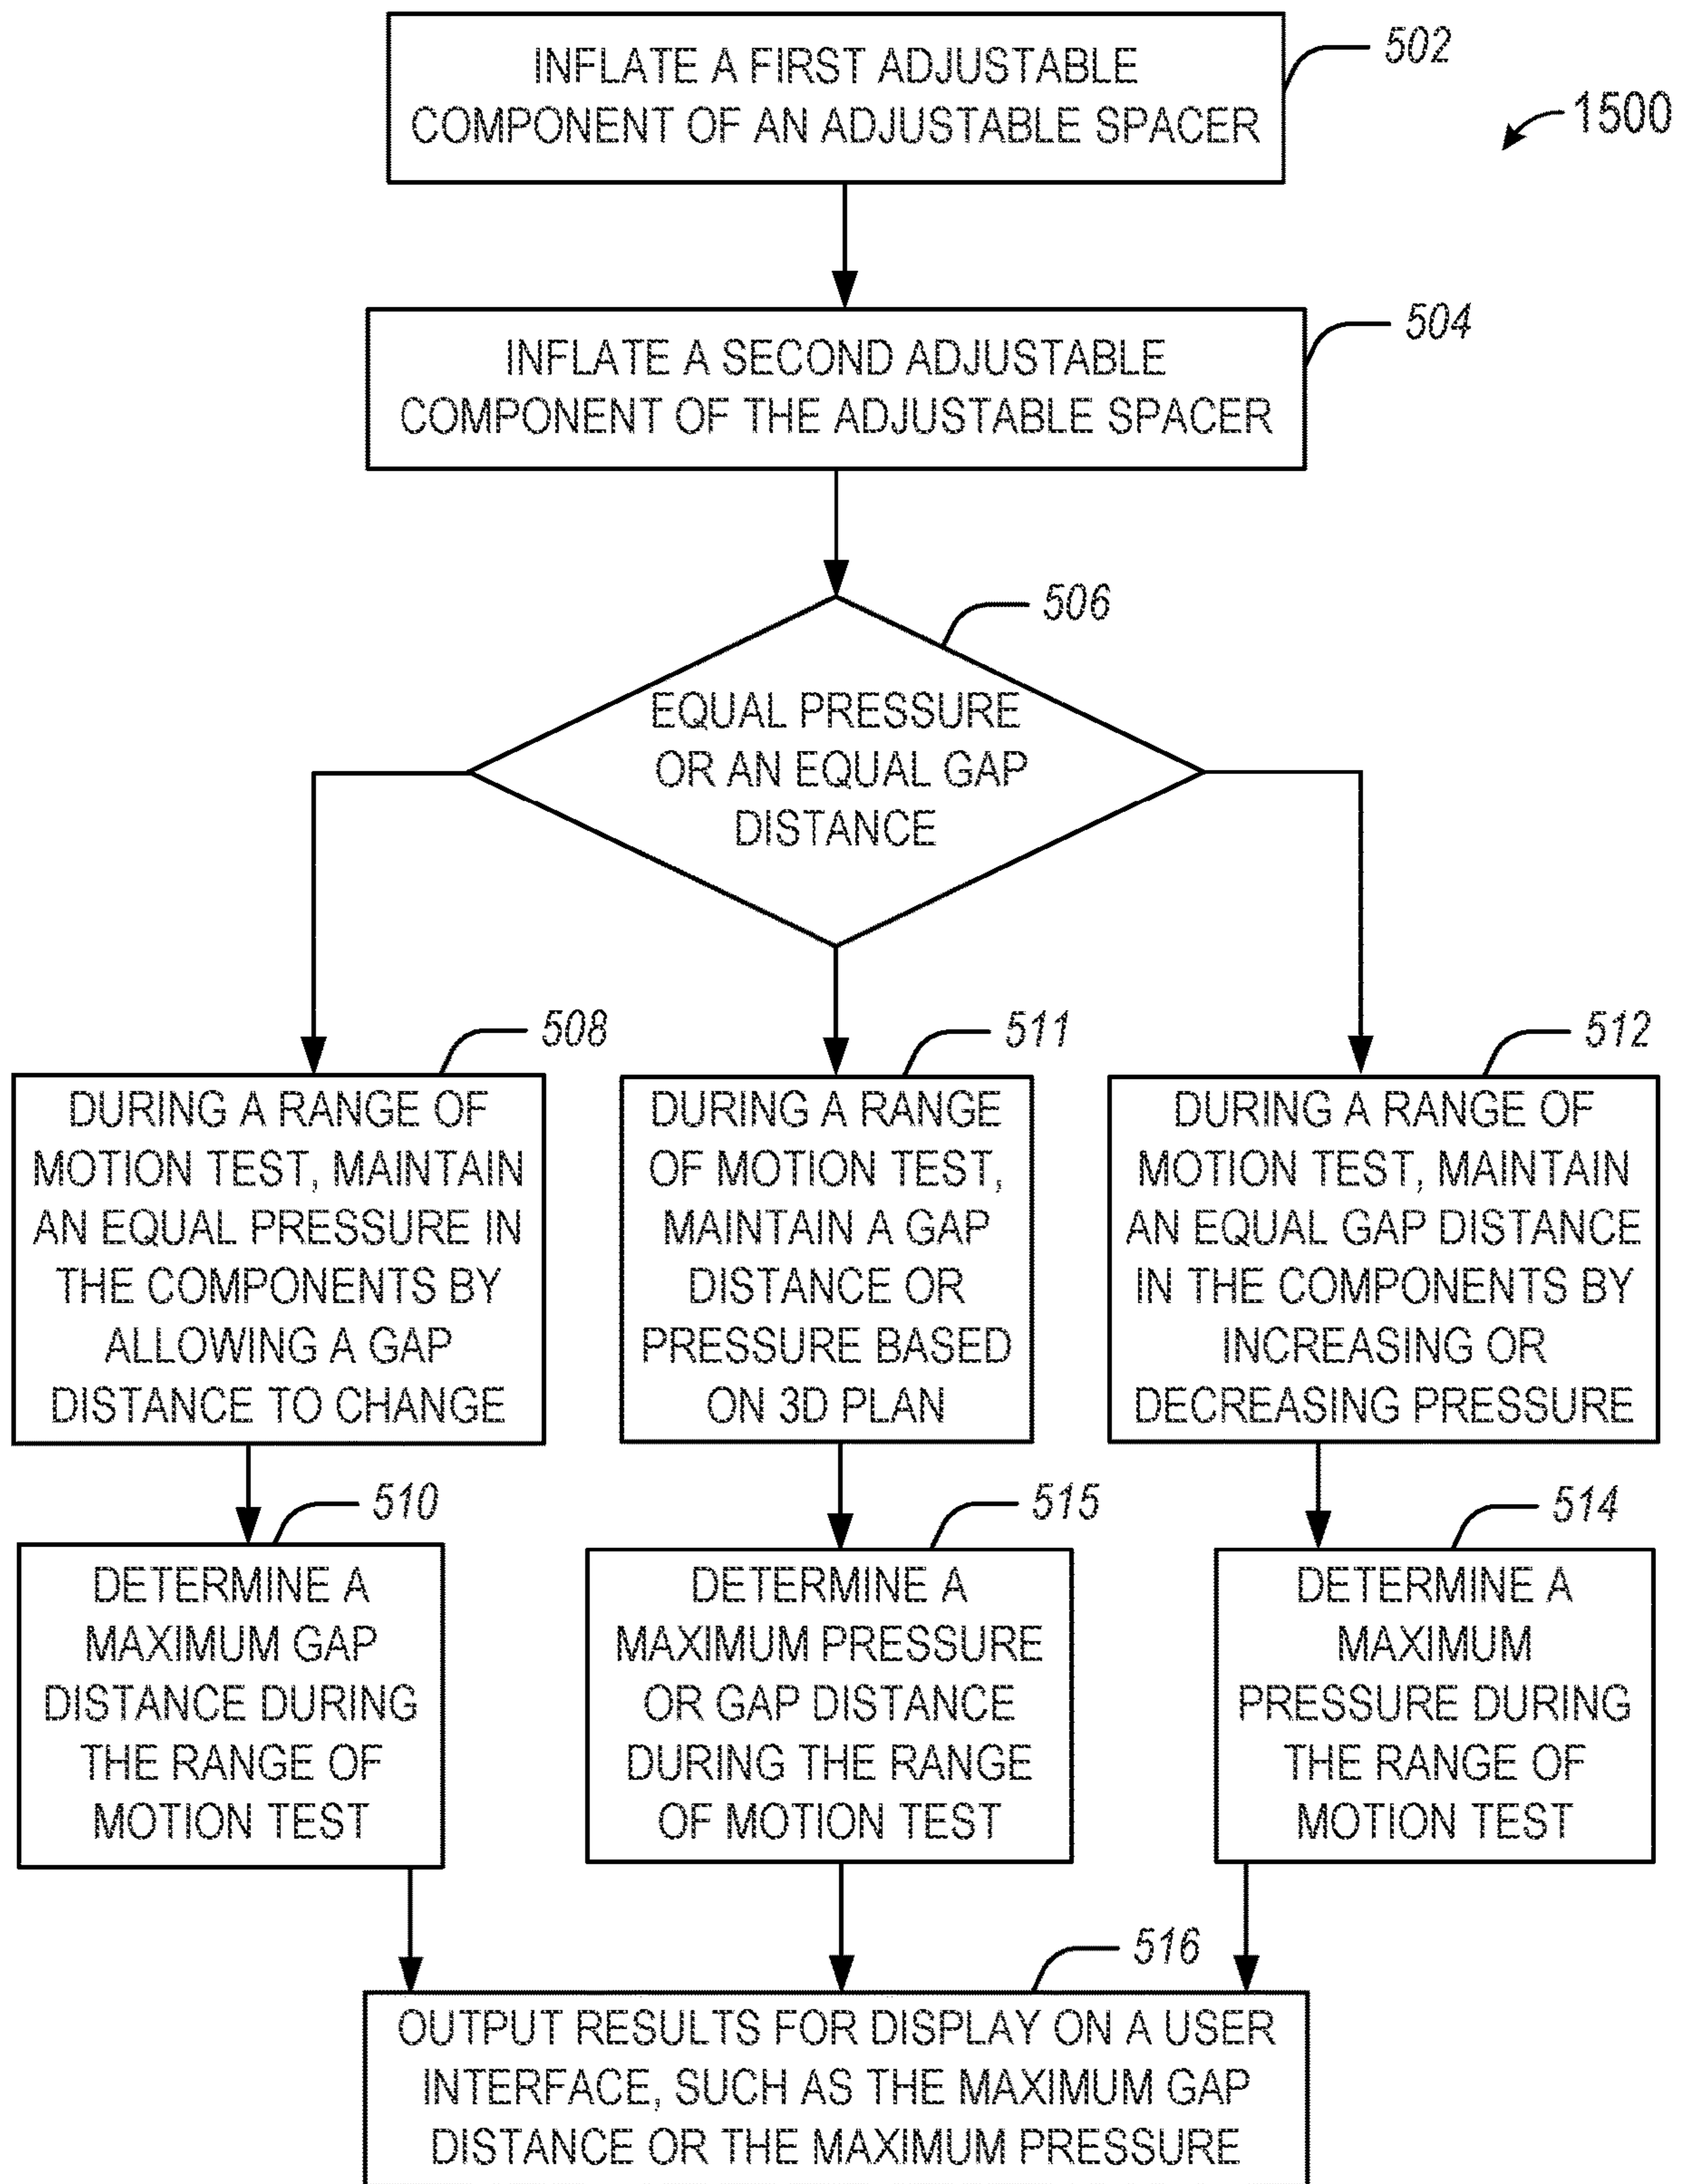 INFLATE A FIRST ADJUSTABLE
COMPONENT OF AN ADJUSTABLE SPACER
502
1500
INFLATE A SECOND ADJUSTABLE
COMPONENT OF THE ADJUSTABLE SPACER
504
506
EQUAL PRESSURE
OR AN EQUAL GAP
DISTANCE
508
DURING A RANGE OF
MOTION TEST, MAINTAIN
AN EQUAL PRESSURE IN
THE COMPONENTS BY
ALLOWING A GAP
DISTANCE TO CHANGE
511
DURING A RANGE
OF MOTION TEST,
MAINTAIN A GAP
DISTANCE OR
PRESSURE BASED
ON 3D PLAN
512
DURING A RANGE OF
MOTION TEST, MAINTAIN
AN EQUAL GAP DISTANCE
IN THE COMPONENTS BY
INCREASING OR
DECREASING PRESSURE
510
DETERMINE A
MAXIMUM GAP
DISTANCE DURING
THE RANGE OF
MOTION TEST
515
DETERMINE A
MAXIMUM PRESSURE
OR GAP DISTANCE
DURING THE RANGE
OF MOTION TEST
514
DETERMINE A
MAXIMUM
PRESSURE DURING
THE RANGE OF
MOTION TEST
516
OUTPUT RESULTS FOR DISPLAY ON A USER
INTERFACE, SUCH AS THE MAXIMUM GAP
DISTANCE OR THE MAXIMUM PRESSURE